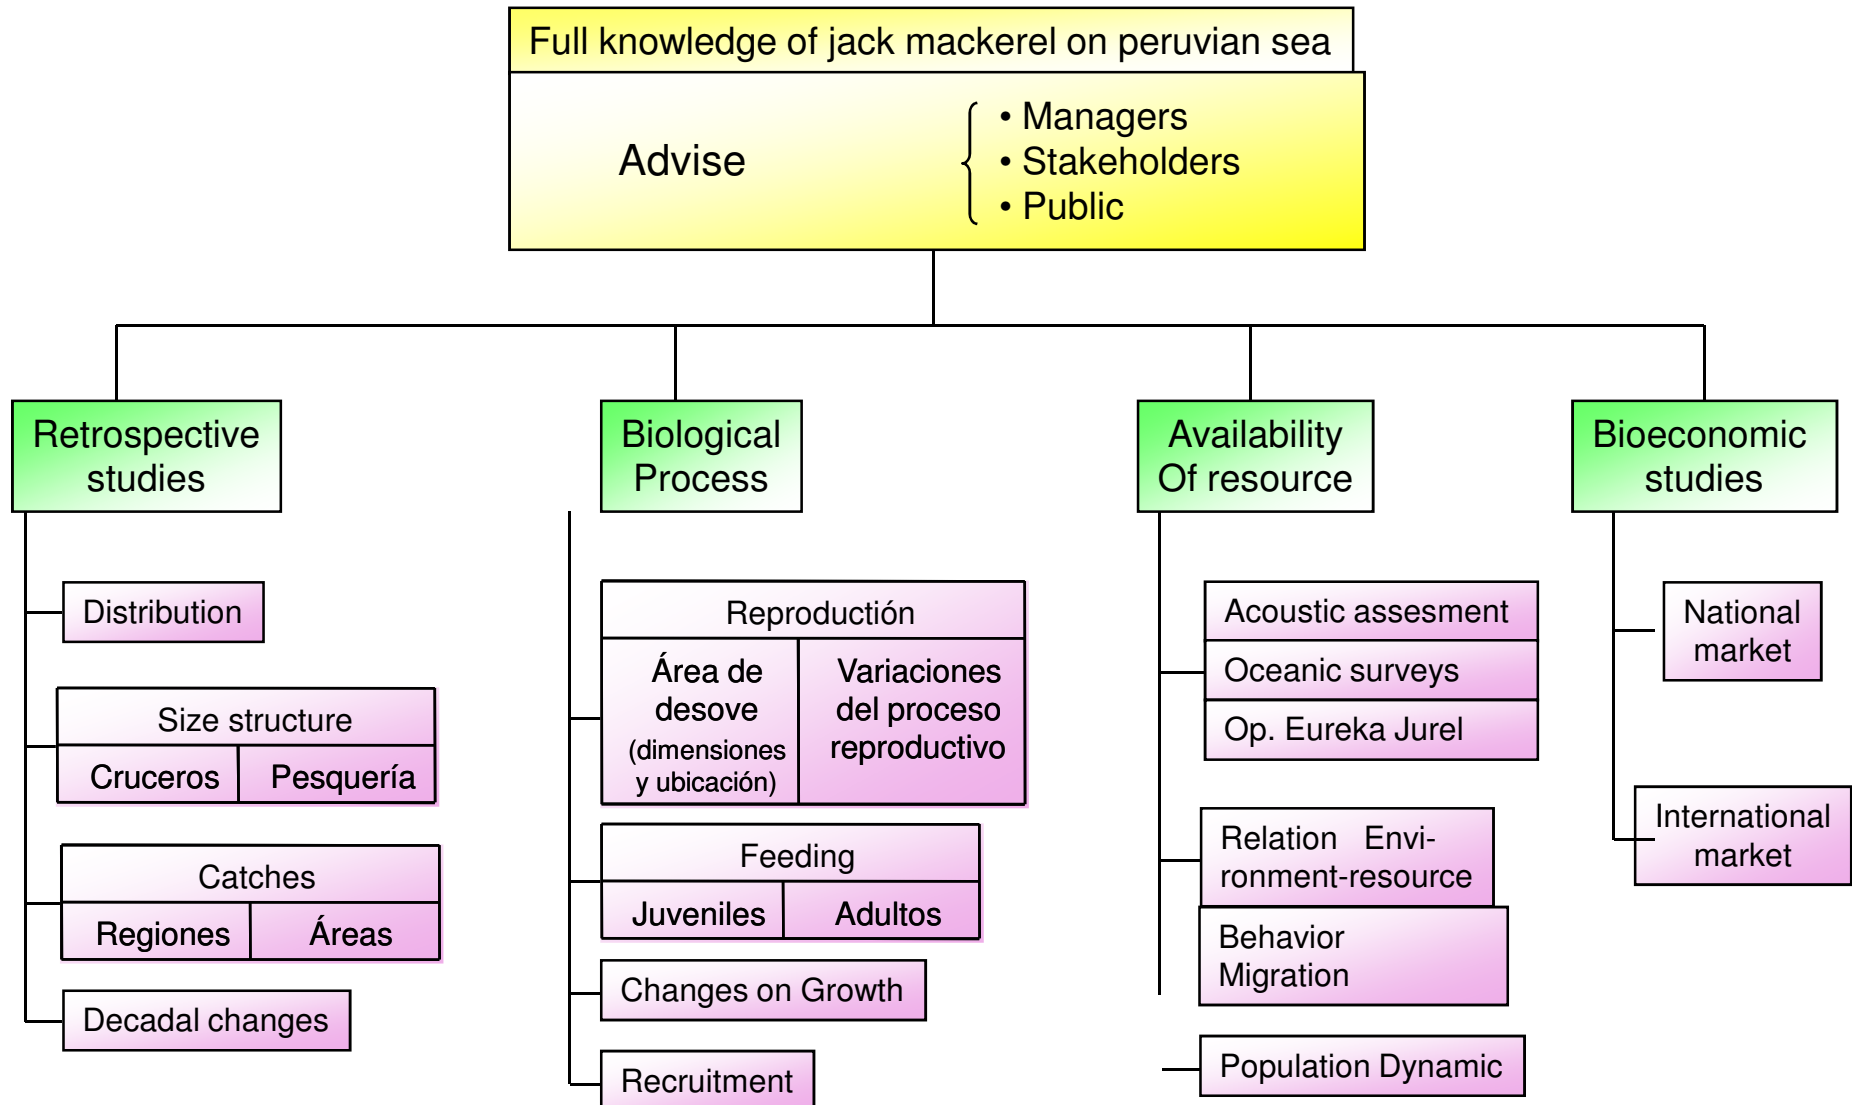 Full knowledge of jack mackerel on peruvian sea
Advise
• Managers
• Stakeholders
• Public
Retrospective
studies
Distribution
Size structure
Cruceros
Pesquería
Catches
Regiones
Áreas
Decadal changes
Biological
Process
Reproductión
Área de
desove
(dimensiones
y ubicación)
Variaciones
del proceso
reproductivo
Feeding
Juveniles
Adultos
Changes on Growth
Recruitment
Availability
Of resource
Acoustic assesment
Oceanic surveys
Op. Eureka Jurel
Relation Envi-
ronment-resource
Behavior
Migration
Population Dynamic
Bioeconomic
studies
National
market
International
market